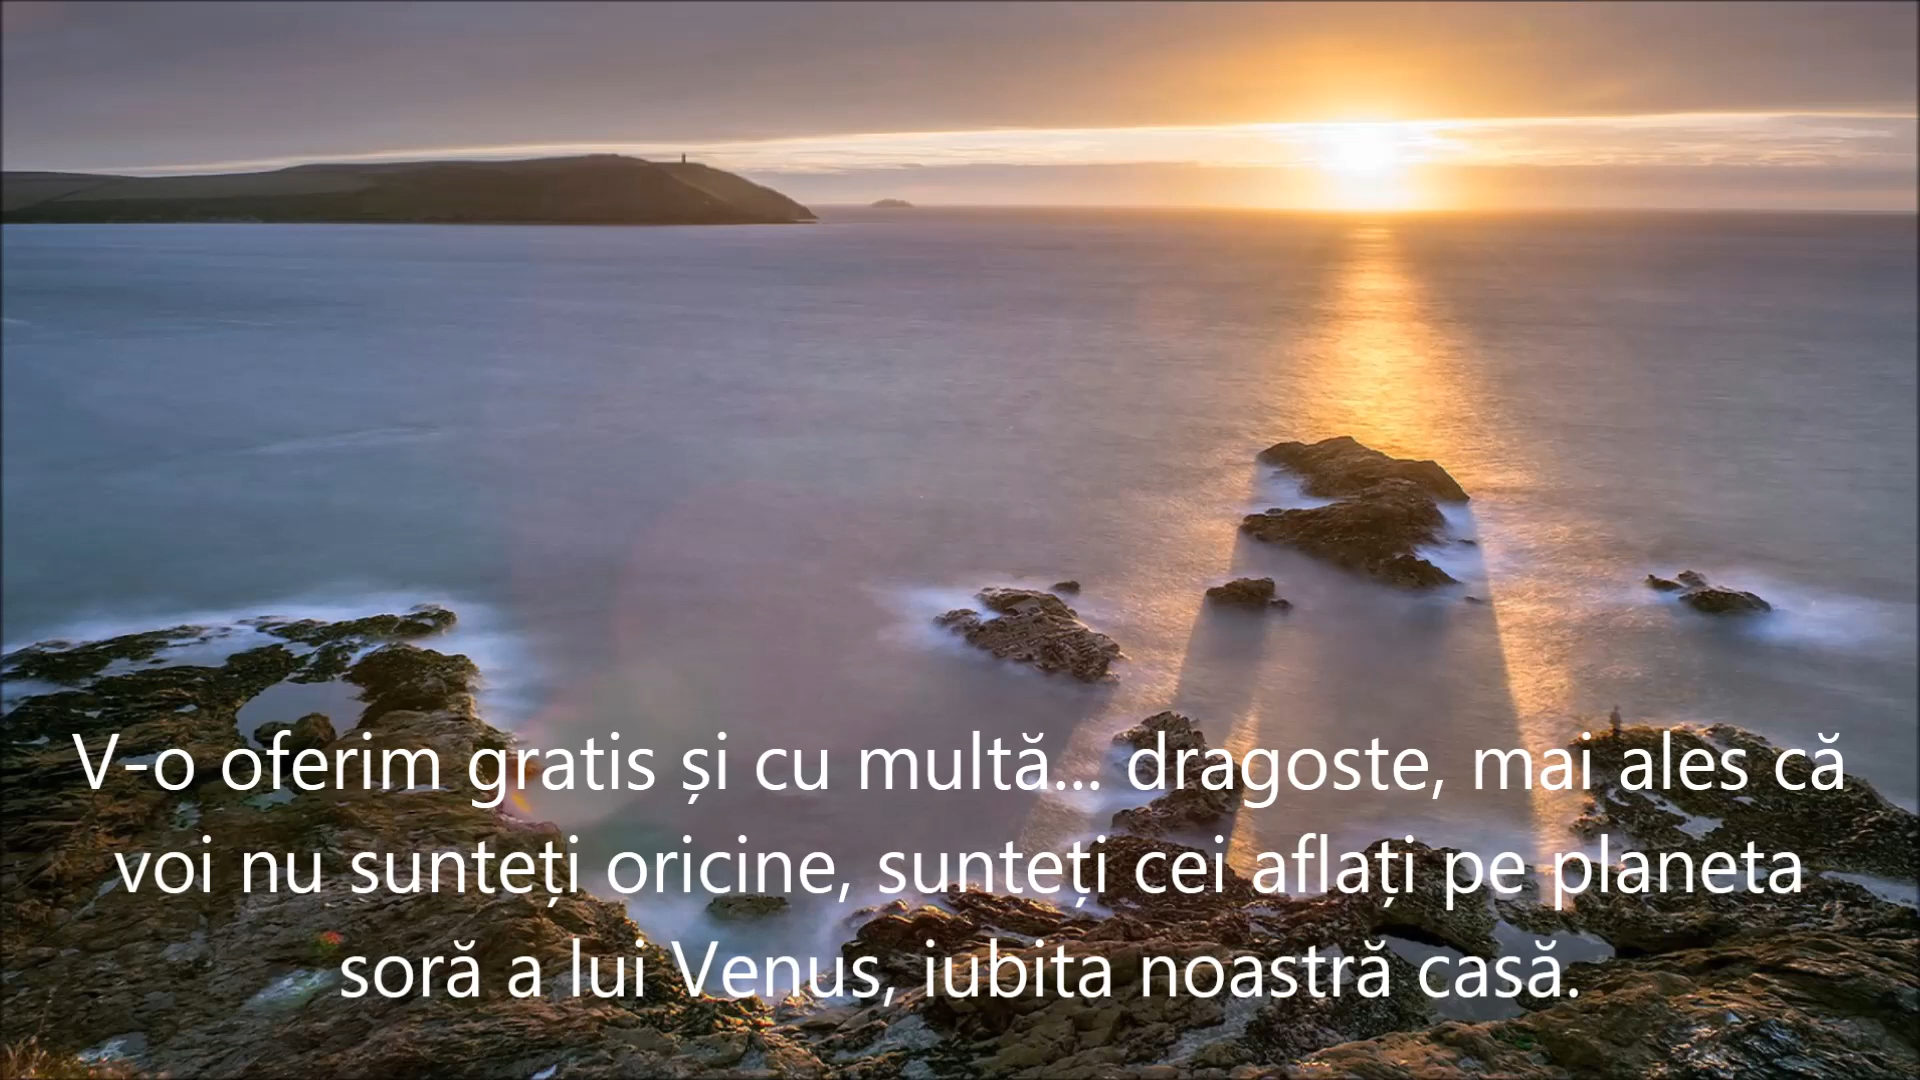 V-o oferim gratis și cu multă... dragoste, mai ales că
voi nu sunteți oricine, sunteți cei aflați pe planeta
soră a lui Venus, iubita noastră casă.